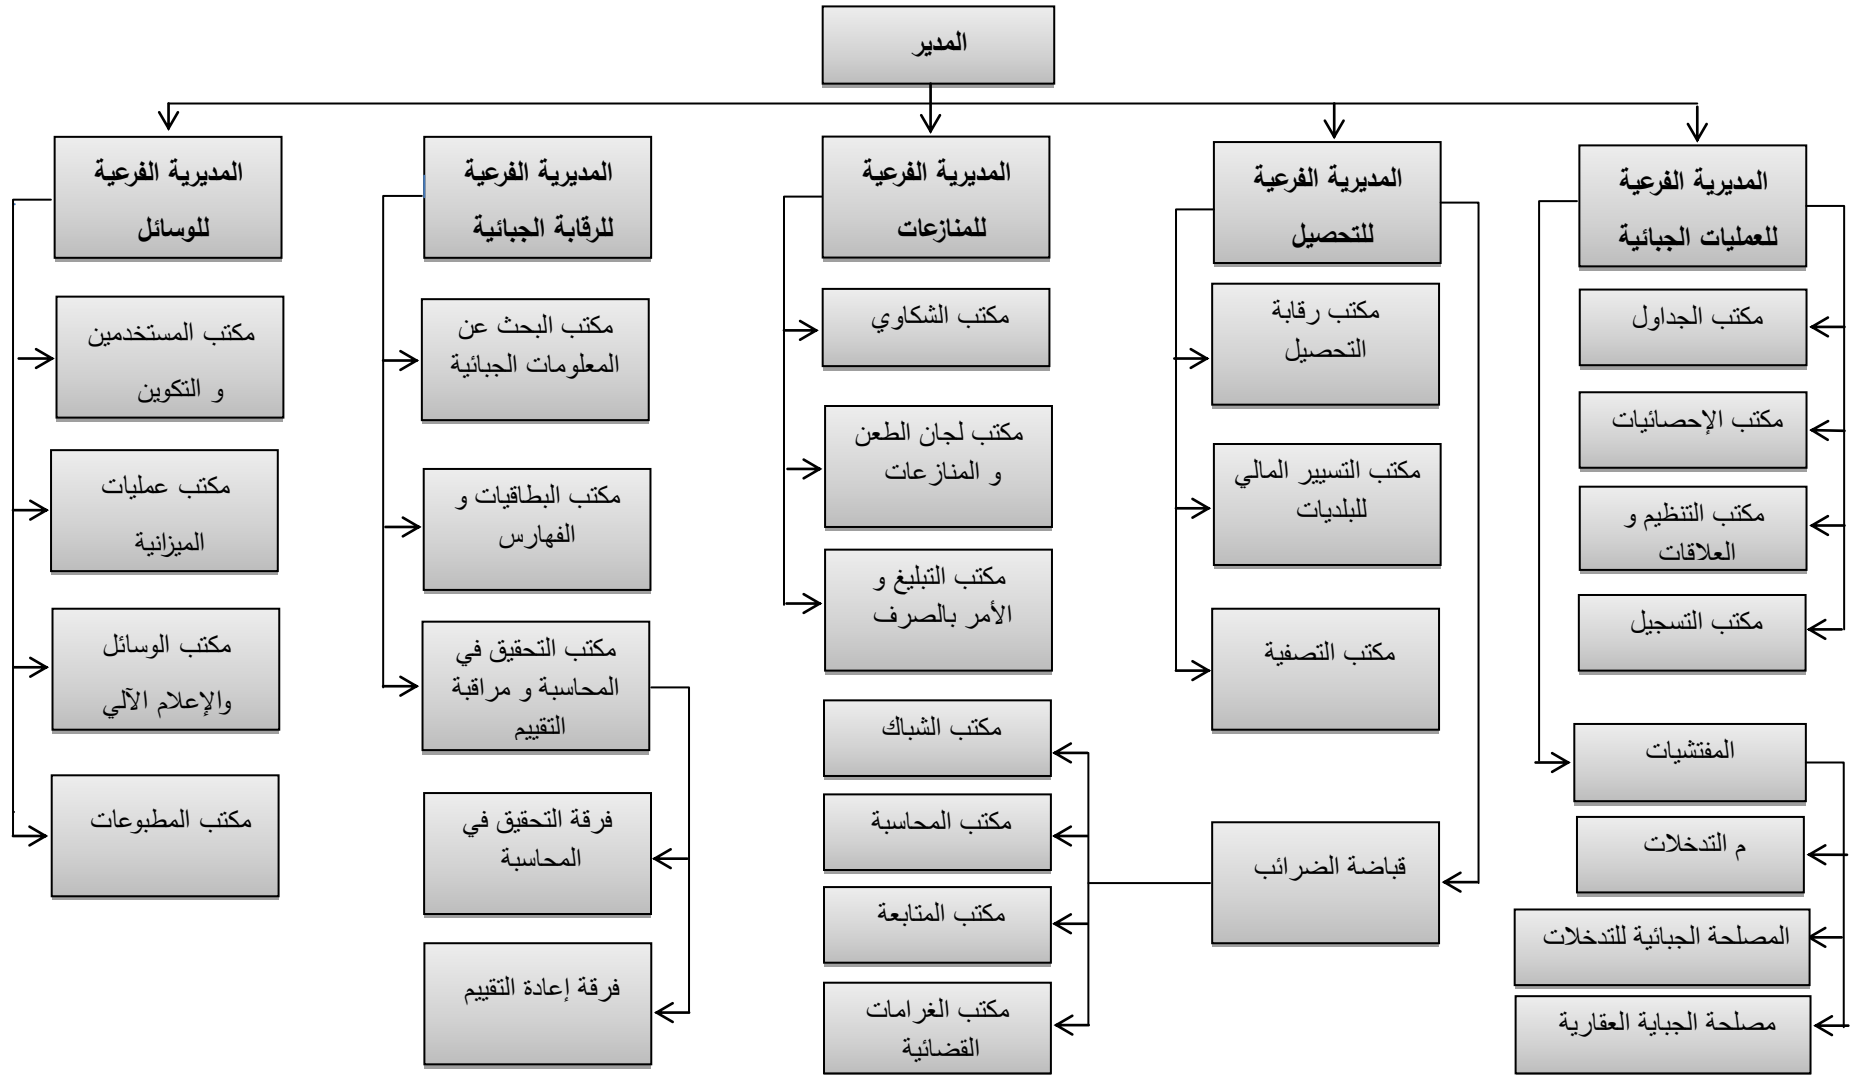 المدير
المديرية الفرعية
للعمليات الجبائية
مكتب الجداول
مكتب الإحصائيات
مكتب التنظيم و
العلاقات
مكتب التسجيل
المفتشيات
م التدخلات
المصلحة الجبائية للتدخلات
مصلحة الجباية العقارية
المديرية الفرعية
للتحصيل
مكتب رقابة
التحصيل
مكتب التسيير المالي
للبلديات
مكتب التصفية
قباضة الضرائب
المديرية الفرعية
للمنازعات
مكتب الشكاوي
مكتب لجان الطعن
و المنازعات
مكتب التبليغ و
الأمر بالصرف
مكتب الشباك
مكتب المحاسبة
مكتب المتابعة
مكتب الغرامات
القضائية
المديرية الفرعية
للرقابة الجبائية
مكتب البحث عن
المعلومات الجبائية
مكتب البطاقيات و
الفهارس
مكتب التحقيق في
المحاسبة و مراقبة
التقييم
فرقة التحقيق في
المحاسبة
فرقة إعادة التقييم
المديرية الفرعية
للوسائل
مكتب المستخدمين
و التكوين
مكتب عمليات
الميزانية
مكتب الوسائل
والإعلام الآلي
مكتب المطبوعات